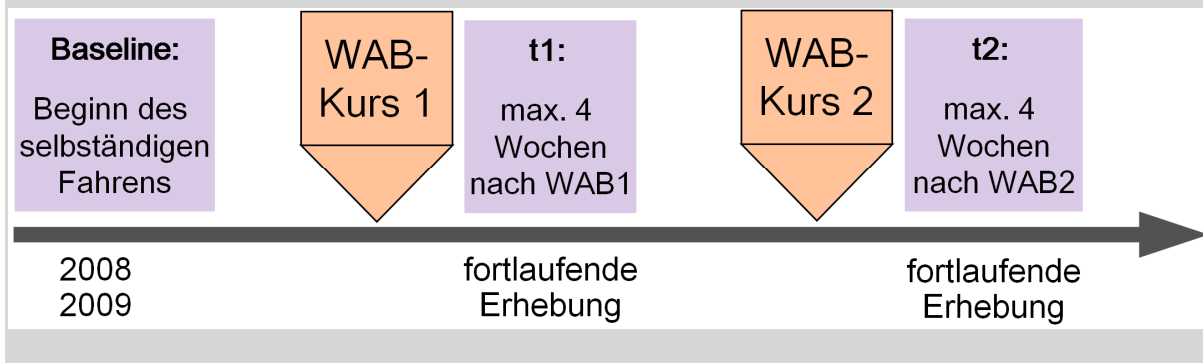 Baseline:
Beginn des
selbständigen
Fahrens
WAB-
Kurs 1
t1:
max. 4
Wochen
nach WAB1
WAB-
Kurs 2
t2:
max. 4
Wochen
nach WAB2
2008
2009
fortlaufende
Erhebung
fortlaufende
Erhebung